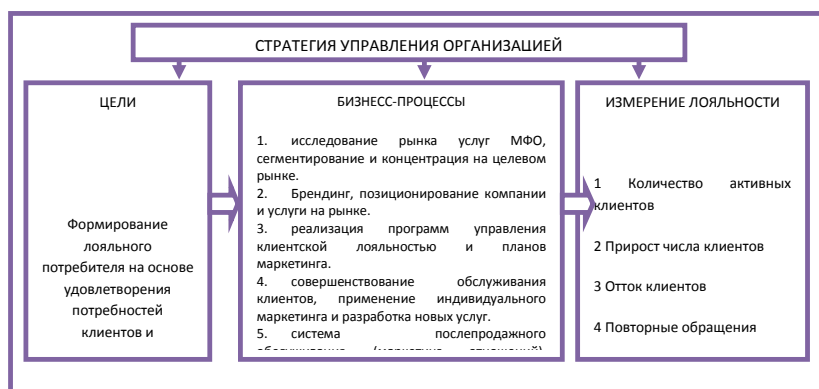 СТРАТЕГИЯ УПРАВЛЕНИЯ ОРГАНИЗАЦИЕЙ
ЦЕЛИ
Формирование
лояльного
потребителя на основе
удовлетворения
потребностей
клиентов и
БИЗНЕСС-ПРОЦЕССЫ
1. исследование рынка услуг МФО,
сегментирование и концентрация на целевом
рынке.
2. Брендинг, позиционирование компании
и услуги на рынке.
3. реализация программ управления
клиентской лояльностью и планов
маркетинга.
4. совершенствование обслуживания
клиентов, применение индивидуального
маркетинга и разработка новых услуг.
5. система послепродажного
ИЗМЕРЕНИЕ ЛОЯЛЬНОСТИ
1 Количество активных
клиентов
2 Прирост числа клиентов
3 Отток клиентов
4 Повторные обращения